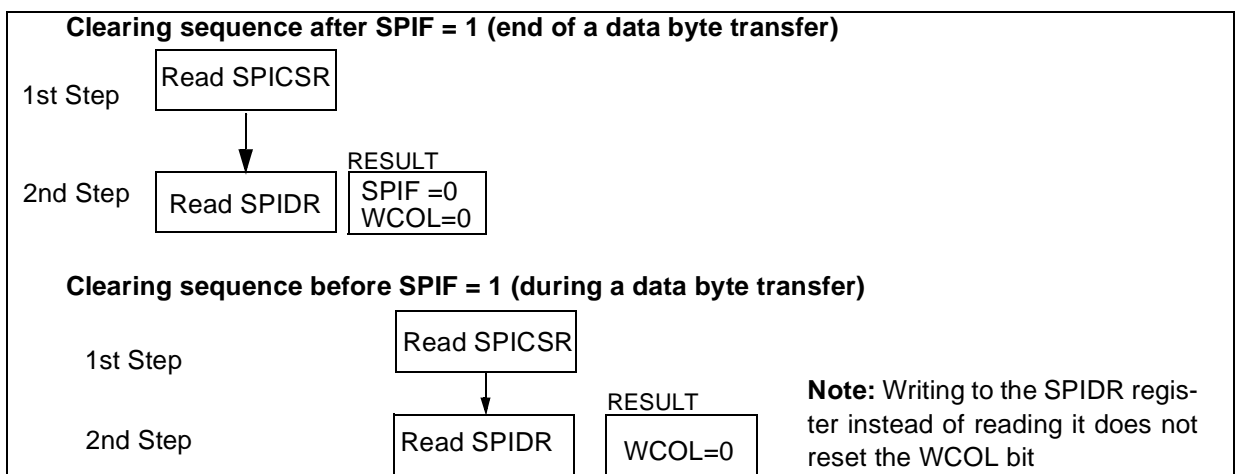 Clearing sequence after SPIF = 1 (end of a data byte transfer)
1st Step
Read SPICSR
2nd Step
Read SPIDR
RESULT
SPIF =0
WCOL=0
Clearing sequence before SPIF = 1 (during a data byte transfer)
1st Step
Read SPICSR
2nd Step
Read SPIDR
RESULT
WCOL=0
Note: Writing to the SPIDR regis-
ter instead of reading it does not
reset the WCOL bit